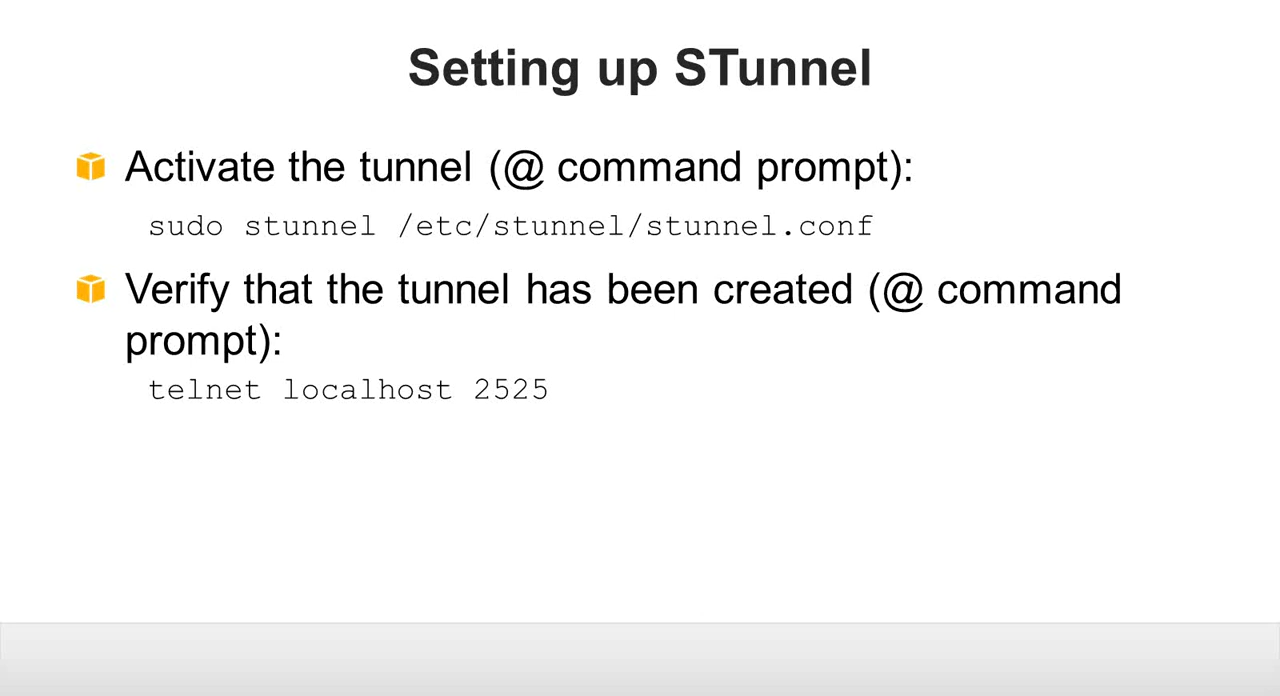 Setting up STunnel
Activate the tunnel (@ command prompt):
sudo stunnel /etc/stunnel/stunnel.conf
Verify that the tunnel has been created (@ command
prompt):
telnet localhost 2525